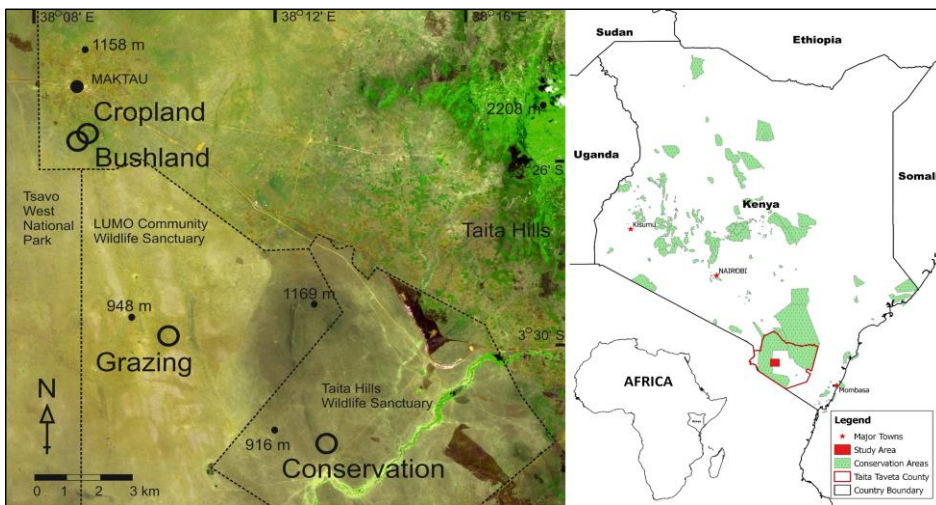 38°08' E
38°12' E
38°16' E
1158 m
MAKTAU
Cropland
Bushland
2208 m
26' S
Tsavo
West
National
Park
LUMO Community
Wildlife Sanctuary
Taita Hills
948 m
1169 m
3°30' S
Grazing
N
Taita Hills
Wildlife Sanctuary
916 m
Conservation
0 1 2 3 km
Sudan
Ethiopia
Uganda
Kenya
Somali
Kisumu
NAIROBI
Mombasa
AFRICA
Legend
Major Towns
Study Area
Conservation Areas
Taita Taveta County
Country Boundary